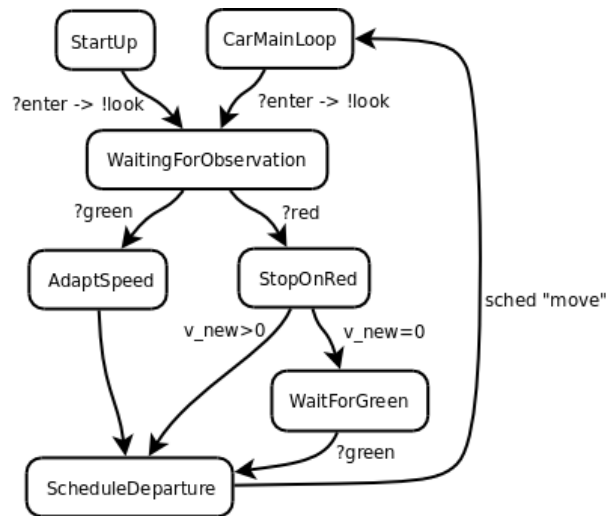 StartUp
CarMainLoop
?enter -> !look
?enter -> !look
WaitingForObservation
?green
?red
AdaptSpeed
StopOnRed
sched "move"
v_new>0
v_new=0
WaitForGreen
?green
ScheduleDeparture